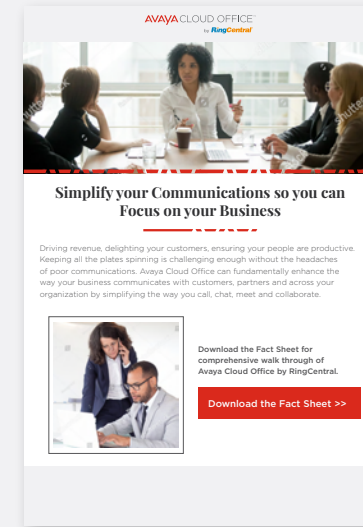 AVAYA CLOUD OFFICE™
by RingCentral
Simplify your Communications so you can
Focus on your Business
Driving revenue, delighting your customers, ensuring your people are productive.
Keeping all the plates spinning is challenging enough without the headaches
of poor communications. Avaya Cloud Office can fundamentally enhance the
way your business communicates with customers, partners and across your
organization by simplifying the way you call, chat, meet and collaborate.
Download the Fact Sheet for
comprehensive walk through of
Avaya Cloud Office by RingCentral.
Download the Fact Sheet >>